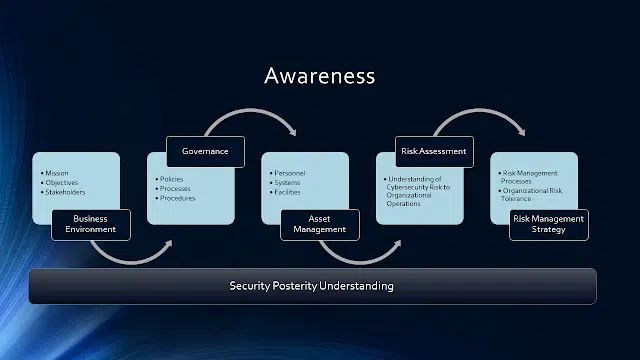 Awareness
• Mission
• Objectives
• Stakeholders
Business
Environment
Governance
• Policies
• Processes
• Procedures
• Personnel
• Systems
• Facilities
Asset
Management
Risk Assessment
• Understanding of
Cybersecurity Risk to
Organizational
Operations
• Risk Management
Processes
• Organizational Risk
Tolerance
Risk Management
Strategy
Security Posterity Understanding